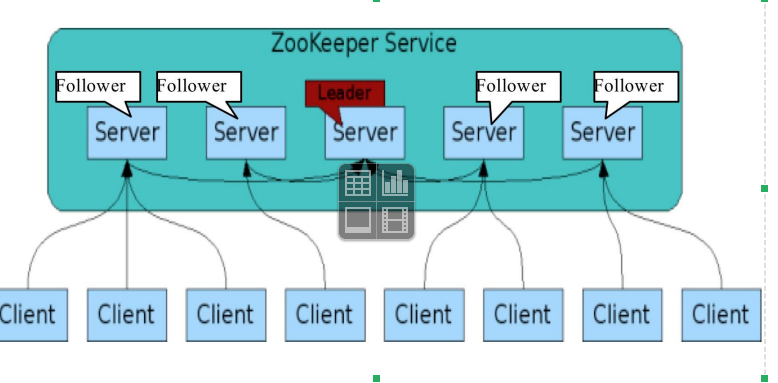 ZooKeeper Service
Follower
Follower
Leader
Follower
Follower
Server
Server
Server
Server
Server
Client
Client
Client
Client
Client
Client
Client
Client